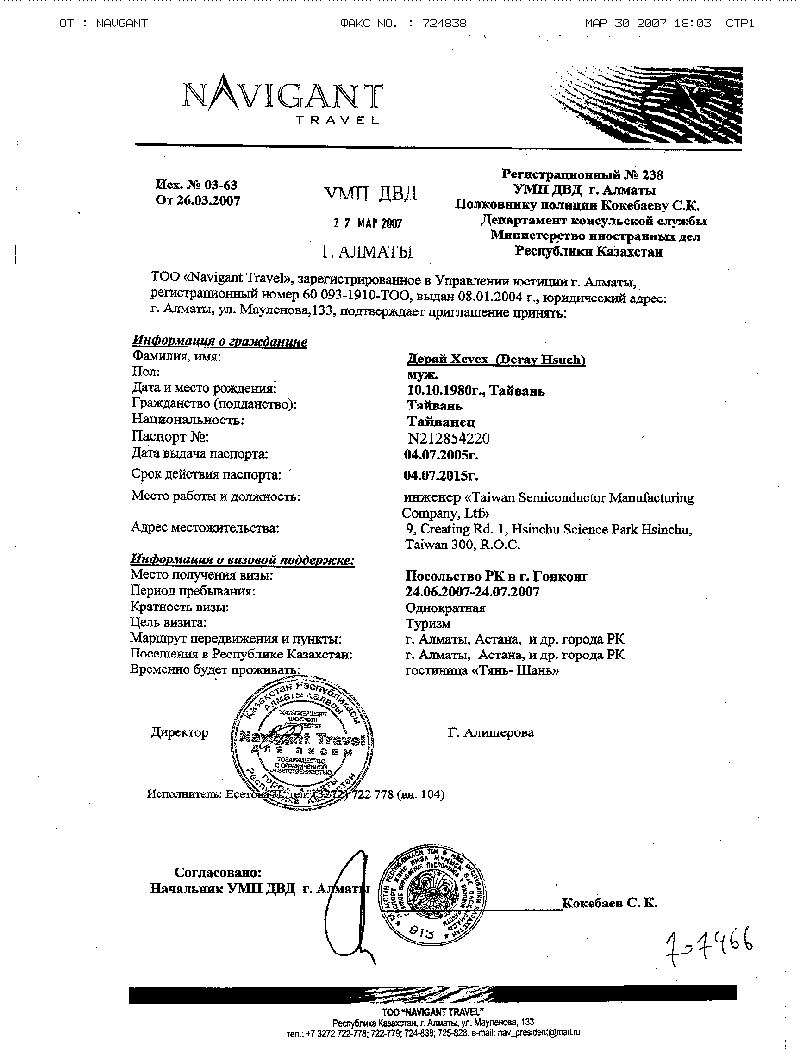 ОТ : NAVGANT ФАКС NO. : 724838 МАР 30 2007 18:03 СТР1
NAVIGANT
TRAVEL
Исх. № 03-63
От 26.03.2007
УМП ДВД
27 МАР 2007
Г. АЛМАТЫ
Регистрационный № 238
УМП ДВД г. Алматы
Полковнику полиции Кокебаеву С.К.
Департамент консульской службы
Министерство иностранных дел
Республики Казахстан
ТОО «Navigant Travel», зарегистрированное в Управлении юстиции г. Алматы,
регистрационный номер 60 093-1910-ТОО, выдан 08.01.2004 г., юридический адрес:
г. Алматы, ул. Мауленова,133, подтверждает приглашение принять:
Информация о гражданине
Фамилия, имя: Дерай Хсуех (Deray Hsueh)
Пол: муж.
Дата и место рождения: 10.10.1980г., Тайвань
Гражданство (подданство): Тайвань
Национальность: Тайванец
Паспорт №: N212854220
Дата выдача паспорта: 04.07.2005г.
Срок действия паспорта: 04.07.2015г.
Место работы и должность: инженер «Taiwan Semiconductor Manufacturing
Company, Ltd»
Адрес местожительства: 9, Creating Rd. 1, Hsinchu Science Park Hsinchu,
Taiwan 300, R.O.C.
Информация о визовой поддержке:
Место получения визы: Посольство РК в г. Гонконг
Период пребывания: 24.06.2007-24.07.2007
Кратность визы: Однократная
Цель визита: Туризм
Маршрут передвижения и пункты: г. Алматы, Астана, и др. города РК
Посещения в Республике Казахстан: г. Алматы, Астана, и др. города РК
Временно будет проживать: гостиница «Тянь- Шань»
Қазақстан Республикасы
Алматы қаласы
Navigant Travel
Директор Г. Алишерова
Исполнитель: (3272) 722 778 (вн. 104)
Согласовано:
Начальник УМП ДВД г. Алматы Кокебаев С. К.
913
7-7466
ТОО "NAVIGANT TRAVEL"
Республика Казахстан, г. Алматы, ул. Мауленова, 133
тел.: +7 3272 722-778; 722-779; 724-838; 725-828. e-mail: nav_president@mail.ru